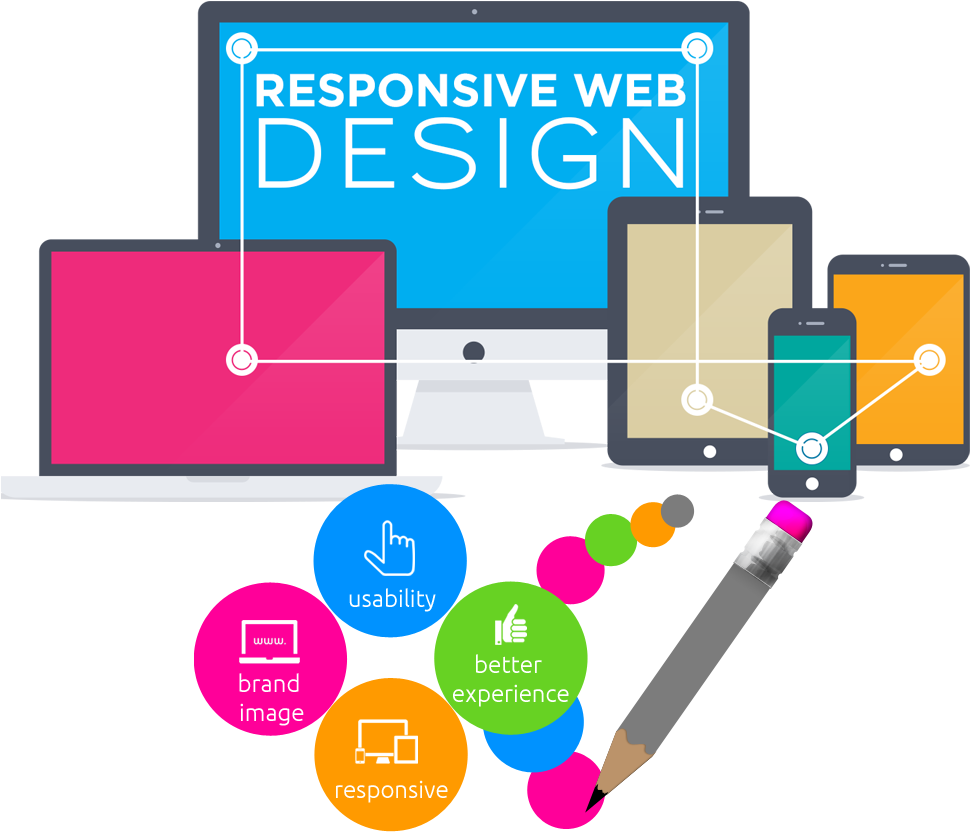 RESPONSIVE WEB
DESIGN
usability
www.
brand
image
better
experience
responsive